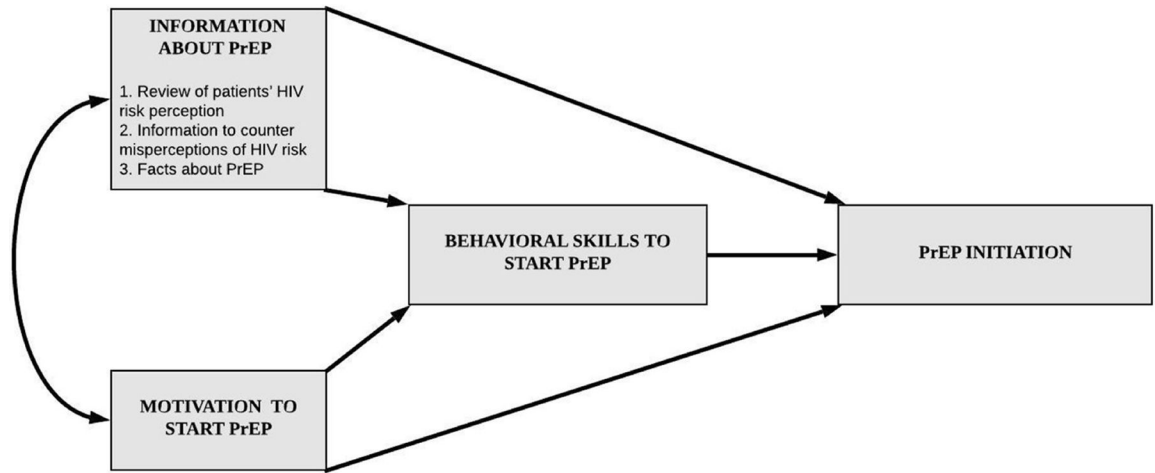 INFORMATION
ABOUT PrEP
1. Review of patients' HIV
risk perception
2. Information to counter
misperceptions of HIV risk
3. Facts about PrEP
BEHAVIORAL SKILLS TO
START PrEP
PrEP INITIATION
MOTIVATION TO
START PrEP